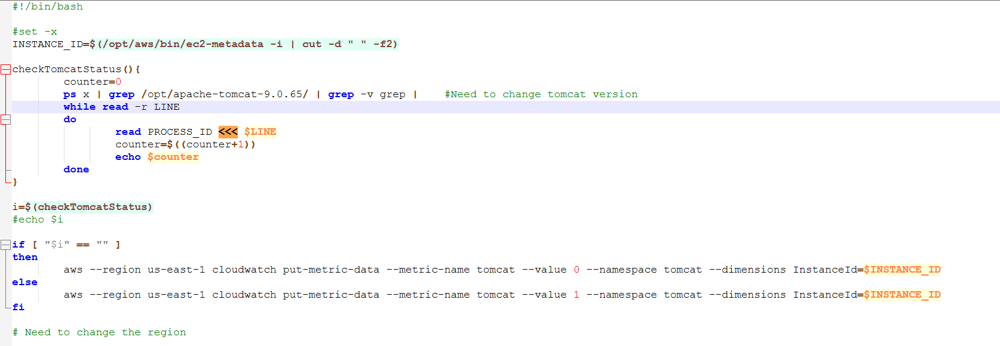 #!/bin/bash
#set -x
INSTANCE_ID=$(/opt/aws/bin/ec2-metadata -i | cut -d " " -f2)
checkTomcatStatus(){
counter=0
ps x | grep /opt/apache-tomcat-9.0.65/ | grep -v grep | #Need to change tomcat version
while read -r LINE
do
read PROCESS_ID <<< $LINE
counter=$((counter+1))
echo $counter
done
}
i=$(checkTomcatStatus)
#echo $i
if [ "$i" == "" ]
then
aws --region us-east-1 cloudwatch put-metric-data --metric-name tomcat --value 0 --namespace tomcat --dimensions InstanceId=$INSTANCE_ID
else
aws --region us-east-1 cloudwatch put-metric-data --metric-name tomcat --value 1 --namespace tomcat --dimensions InstanceId=$INSTANCE_ID
fi
# Need to change the region